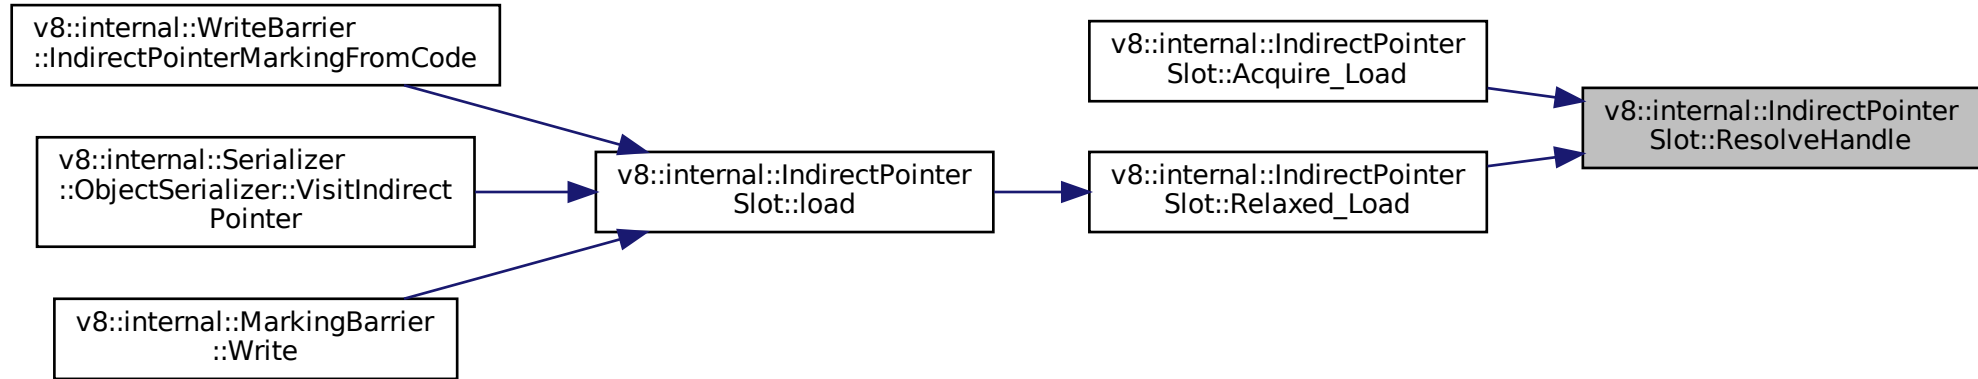 v8::internal::WriteBarrier
::IndirectPointerMarkingFromCode
v8::internal::Serializer
::ObjectSerializer::VisitIndirect
Pointer
v8::internal::MarkingBarrier
::Write
v8::internal::IndirectPointer
Slot::load
v8::internal::IndirectPointer
Slot::Acquire_Load
v8::internal::IndirectPointer
Slot::Relaxed_Load
v8::internal::IndirectPointer
Slot::ResolveHandle